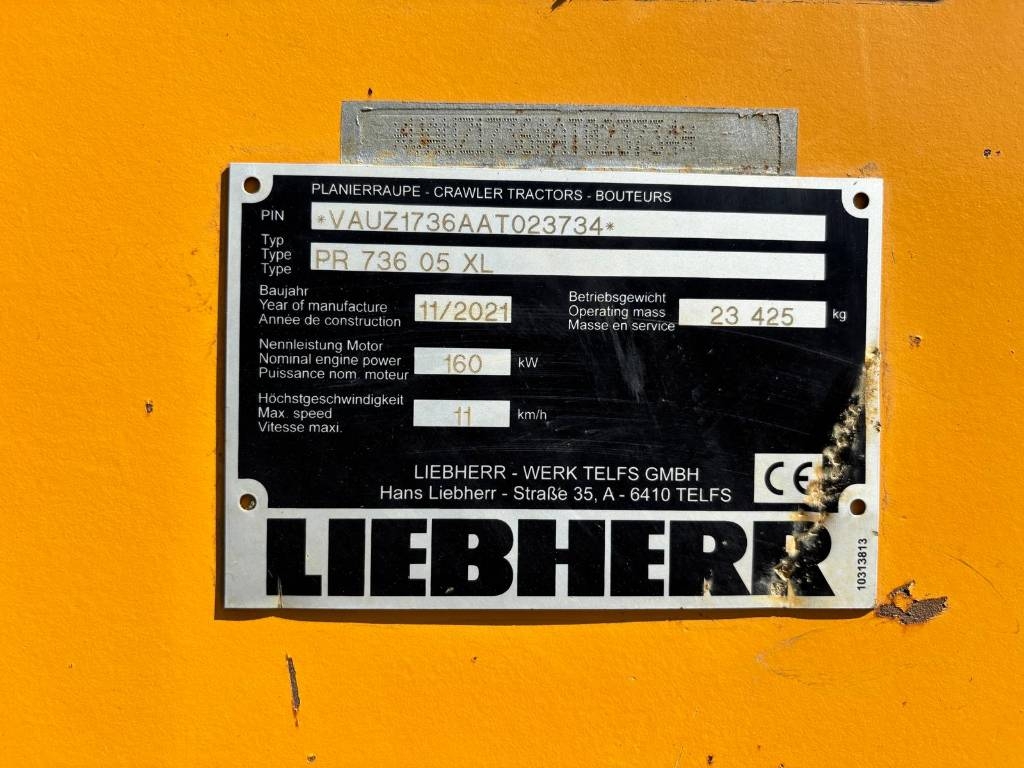 *VAUZ1736AAT023734*
PLANIERRAUPE - CRAWLER TRACTORS - BOUTEURS
PIN *VAUZ1736AAT023734*
Typ
Type PR 736 05 XL
Type
Baujahr
Year of manufacture 11/2021
Année de construction
Betriebsgewicht
Operating mass 23 425 kg
Masse en service
Nennleistung Motor
Nominal engine power 160 kW
Puissance nom. moteur
Höchstgeschwindigkeit
Max. speed 11 km/h
Vitesse maxi.
LIEBHERR - WERK TELFS GMBH
Hans Liebherr - Straße 35, A - 6410 TELFS
CE
LIEBHERR
10313813